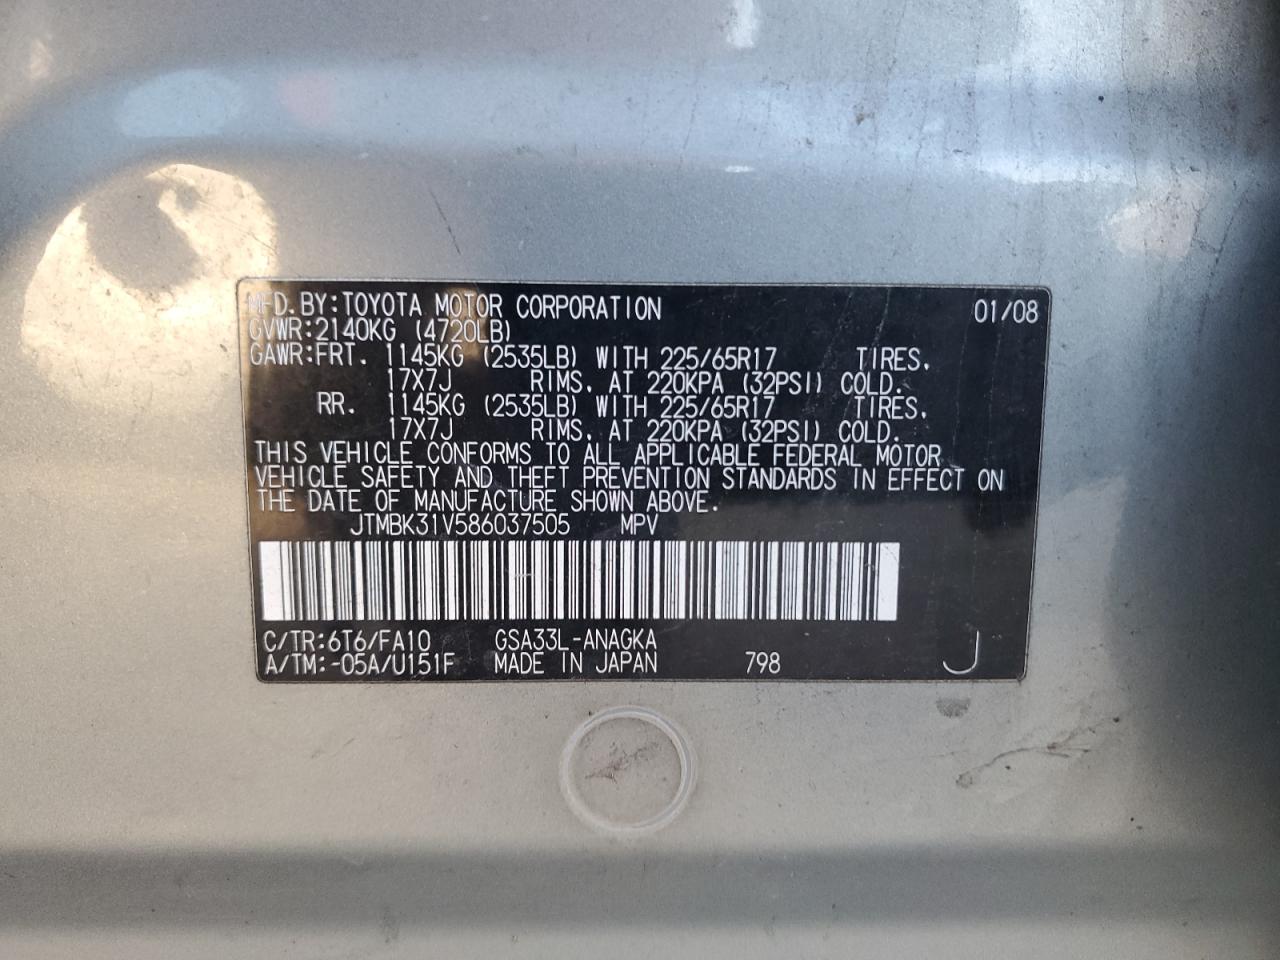 MFD. BY: TOYOTA MOTOR CORPORATION 01/08
GVWR: 2140KG (4720LB)
GAWR: FRT. 1145KG (2535LB) WITH 225/65R17 TIRES,
17X7J RIMS, AT 220KPA (32PSI) COLD.
RR. 1145KG (2535LB) WITH 225/65R17 TIRES,
17X7J RIMS, AT 220KPA (32PSI) COLD.
THIS VEHICLE CONFORMS TO ALL APPLICABLE FEDERAL MOTOR
VEHICLE SAFETY AND THEFT PREVENTION STANDARDS IN EFFECT ON
THE DATE OF MANUFACTURE SHOWN ABOVE.
JTMBK31V586037505 MPV
C/TR: 6T6/FA10 GSA33L-ANAGKA
A/TM: -05A/U151F MADE IN JAPAN 798 J